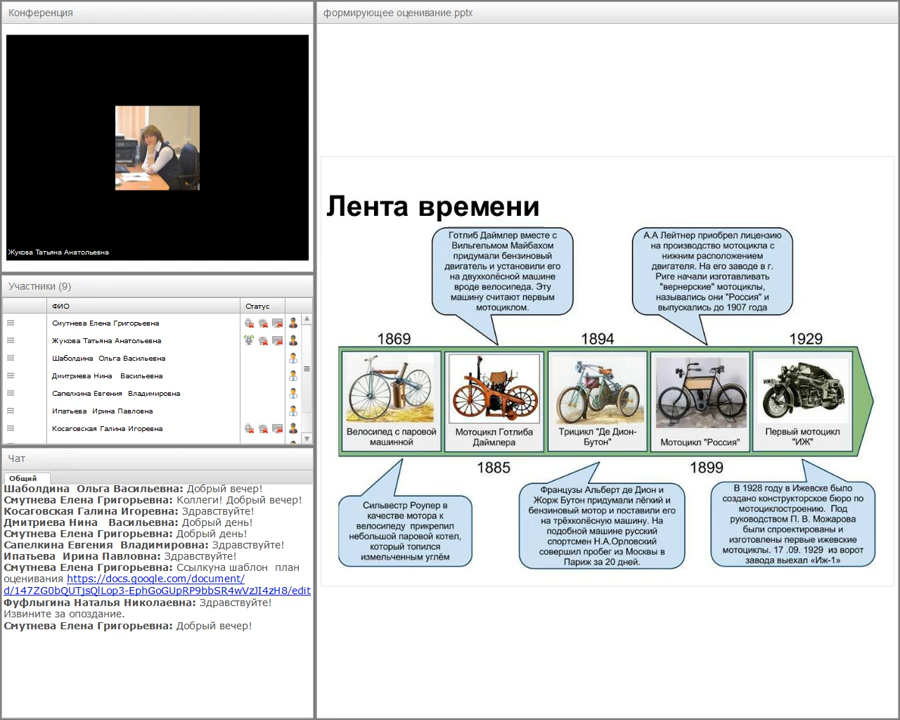 Конференция
Жукова Татьяна Анатольевна
Участники (9)
ФИО
Статус
Смутнева Елена Григорьевна
Жукова Татьяна Анатольевна
Шаболдина Ольга Васильевна
Дмитриева Нина Васильевна
Сапелкина Евгения Владимировна
Ипатьева Ирина Павловна
Косаговская Галина Игоревна
Чат
Общий
Шаболдина Ольга Васильевна: Добрый вечер!
Смутнева Елена Григорьевна: Коллеги! Добрый вечер!
Косаговская Галина Игоревна: Здравствуйте!
Дмитриева Нина Васильевна: Добрый день!
Смутнева Елена Григорьевна: Добрый день!
Сапелкина Евгения Владимировна: Здравствуйте!
Ипатьева Ирина Павловна: Здравствуйте!
Смутнева Елена Григорьевна: Ссылкуна шаблон план
оценивания https://docs.google.com/document/
d/147ZG0bQUTjsQlLop3-EphGoGUpRP9bbSR4wVzJI4zH8/edit
Фуфлыгина Наталья Николаевна: Здравствуйте!
Извините за опоздание.
Смутнева Елена Григорьевна: Добрый вечер!
формирующее оценивание.pptx
Лента времени
Готлиб Даймлер вместе с
Вильгельмом Майбахом
придумали бензиновый
двигатель и установили его
на двухколёсной машине
вроде велосипеда. Эту
машину считают первым
мотоциклом.
А.А Лейтнер приобрел лицензию
на производство мотоцикла с
нижним расположением
двигателя. На его заводе в г.
Риге начали изготавливать
"вернерские" мотоциклы,
назывались они "Россия" и
выпускались до 1907 года
1869
1894
1929
Велосипед с паровой
машинной
Мотоцикл Готлиба
Даймлера
Трицикл "Де Дион-
Бутон"
Мотоцикл "Россия"
Первый мотоцикл
"ИЖ"
1885
1899
Сильвестр Роупер в
качестве мотора к
велосипеду прикрепил
небольшой паровой котел,
который топился
измельченным углём
Французы Альберт де Дион и
Жорж Бутон придумали лёгкий и
бензиновый мотор и поставили его
на трёхколёсную машину. На
подобной машине русский
спортсмен Н.А.Орловский
совершил пробег из Москвы в
Париж за 20 дней.
В 1928 году в Ижевске было
создано конструкторское бюро по
мотоциклостроению. Под
руководством П. В. Можарова
были спроектированы и
изготовлены первые ижевские
мотоциклы. 17 .09. 1929 из ворот
завода выехал «Иж-1»